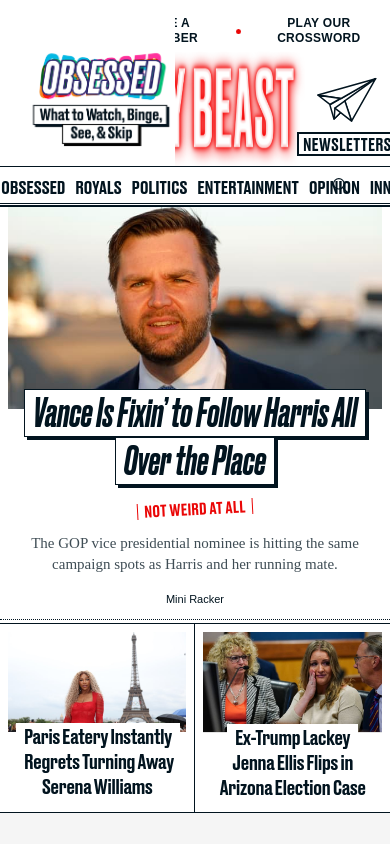 E A
BER
PLAY OUR
CROSSWORD
OBSESSED
What to Watch, Binge,
See, & Skip
Y BEAST
NEWSLETTERS
OBSESSED ROYALS POLITICS ENTERTAINMENT OPINION INN
Vance Is Fixin’ to Follow Harris All
Over the Place
NOT WEIRD AT ALL
The GOP vice presidential nominee is hitting the same
campaign spots as Harris and her running mate.
Mini Racker
Paris Eatery Instantly
Regrets Turning Away
Serena Williams
Ex-Trump Lackey
Jenna Ellis Flips in
Arizona Election Case